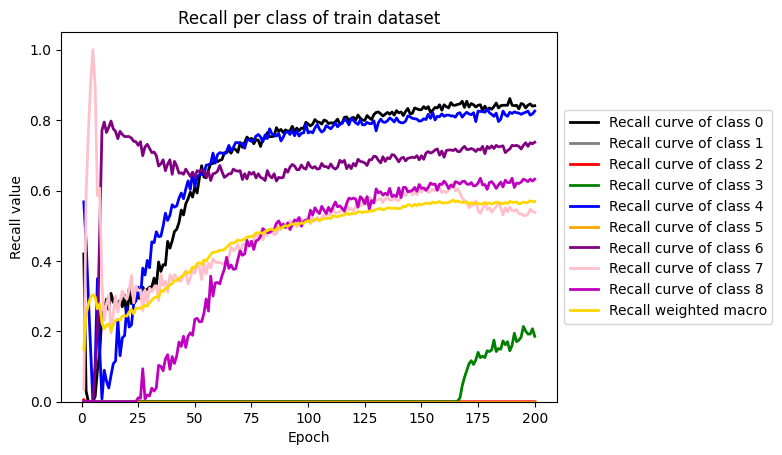 Recall per class of train dataset
Recall value
1.0
0.8
0.6
0.4
0.2
0.0
0
25
50
75
100
125
150
175
200
Epoch
Recall curve of class 0
Recall curve of class 1
Recall curve of class 2
Recall curve of class 3
Recall curve of class 4
Recall curve of class 5
Recall curve of class 6
Recall curve of class 7
Recall curve of class 8
Recall weighted macro